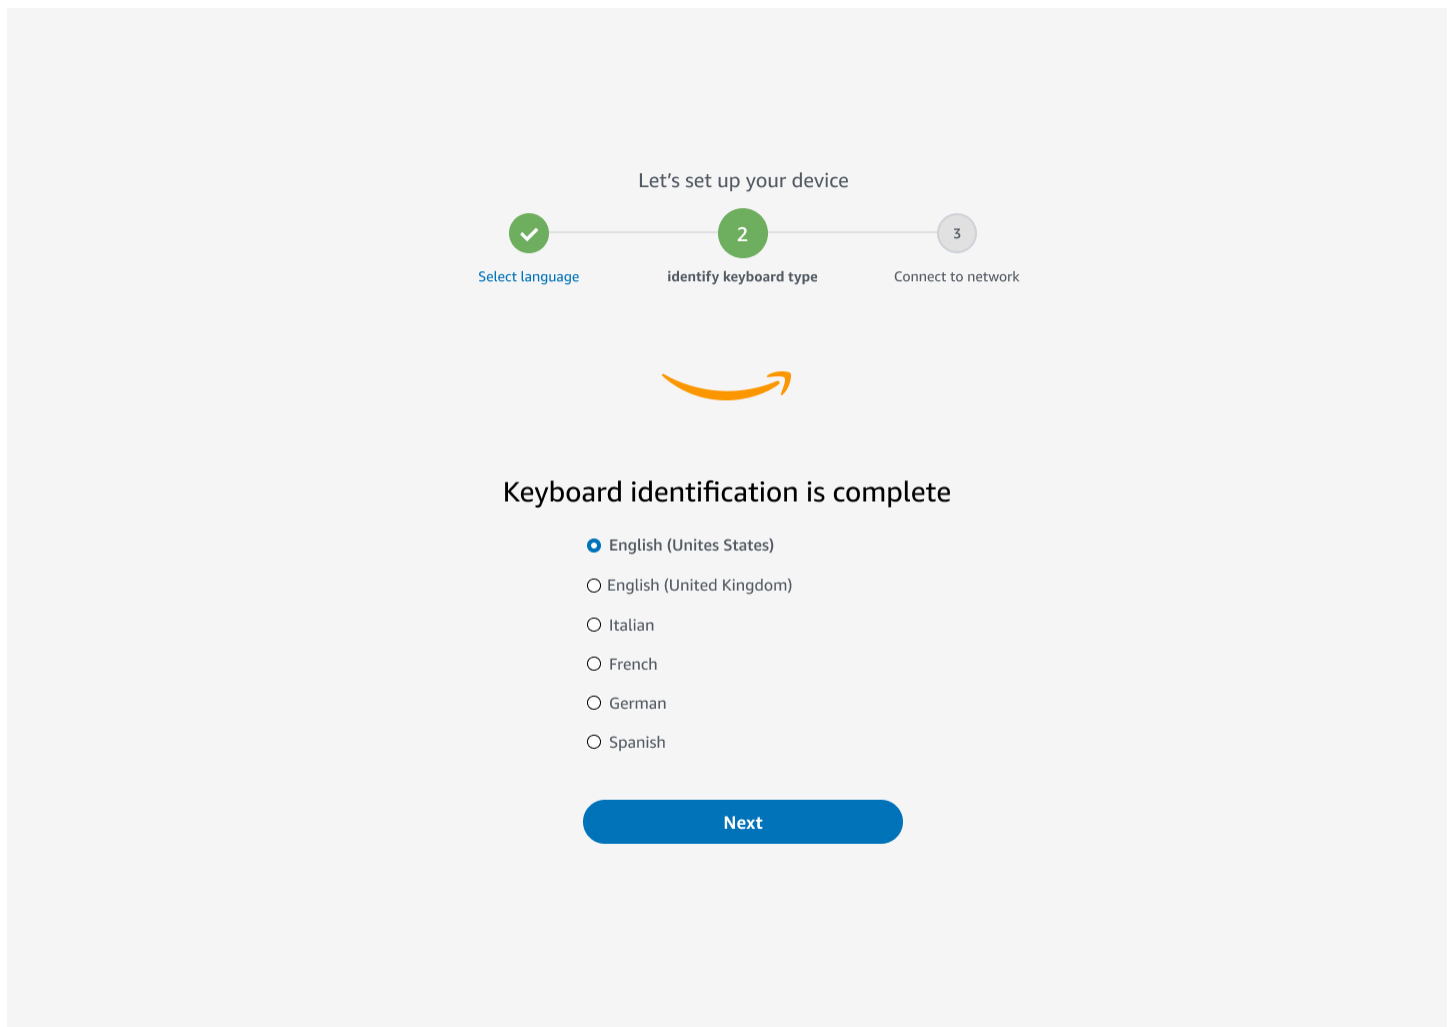 Let's set up your device
2
3
Select language
identify keyboard type
Connect to network
Keyboard identification is complete
English (Unites States)
English (United Kingdom)
Italian
French
German
Spanish
Next